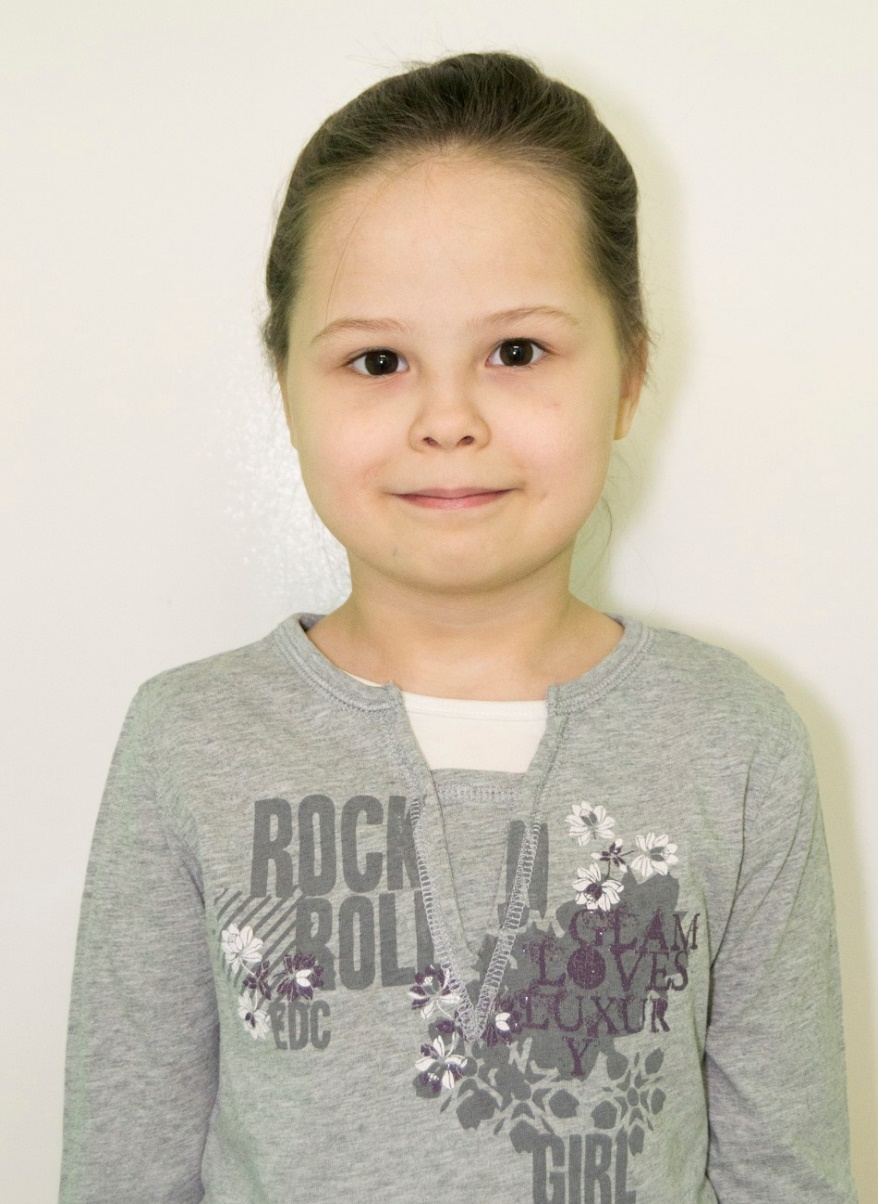 ROCK N
ROLL
EDC
GLAM
LOVES
LUXUR
Y
GIRL